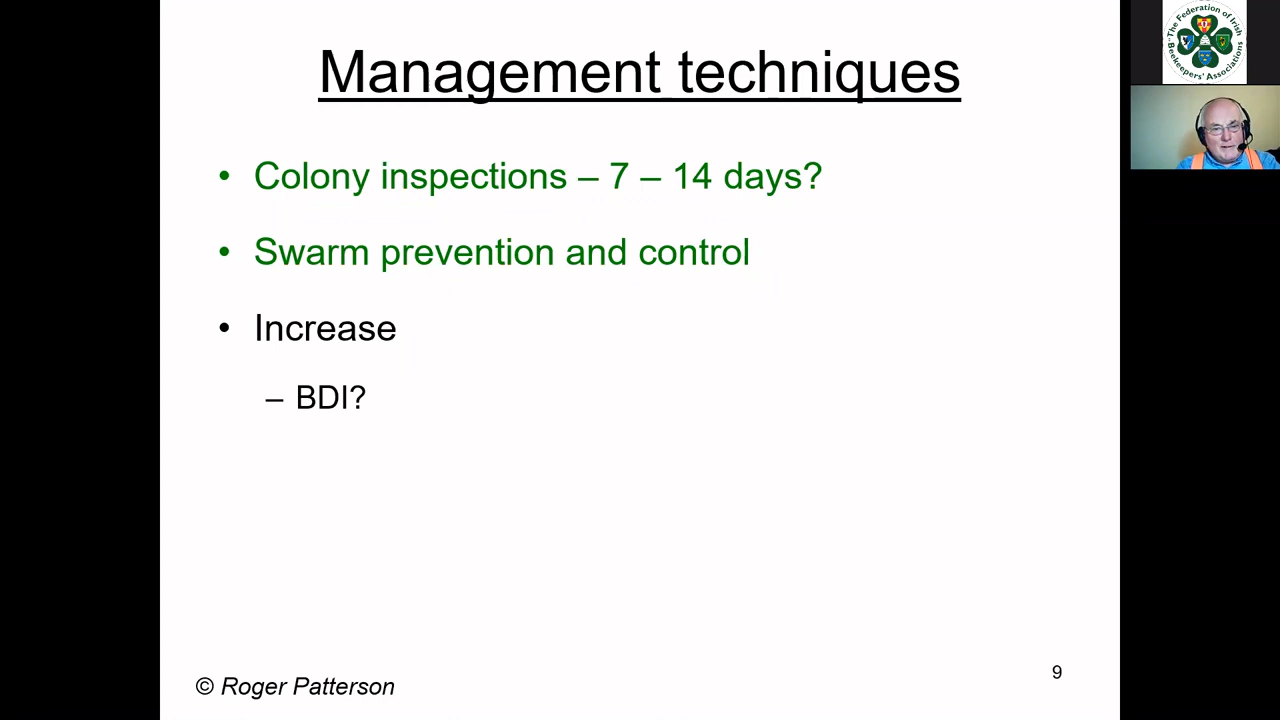 Management techniques
• Colony inspections – 7 – 14 days?
• Swarm prevention and control
• Increase
– BDI?
© Roger Patterson
9
"The Federation of Irish
Beekeepers' Associations"